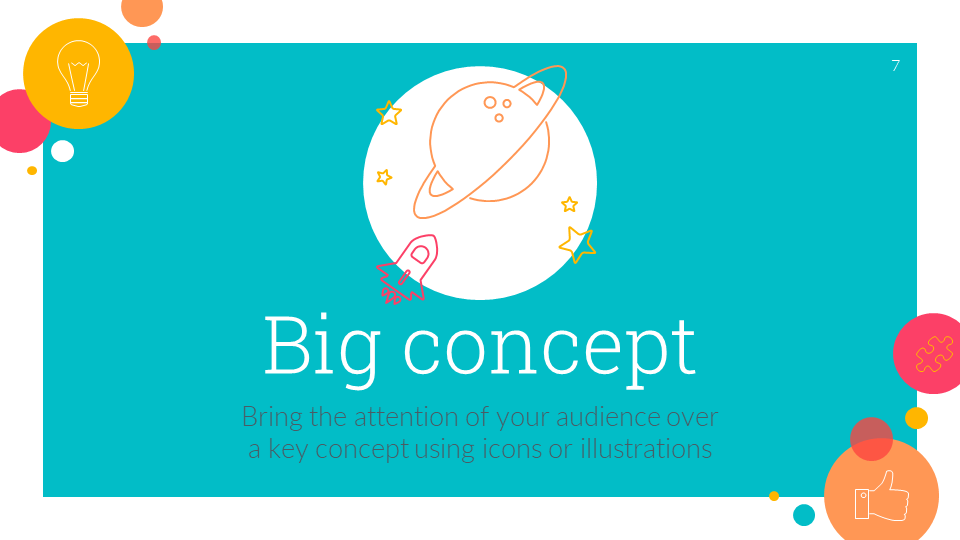 7
Big concept
Bring the attention of your audience over
a key concept using icons or illustrations